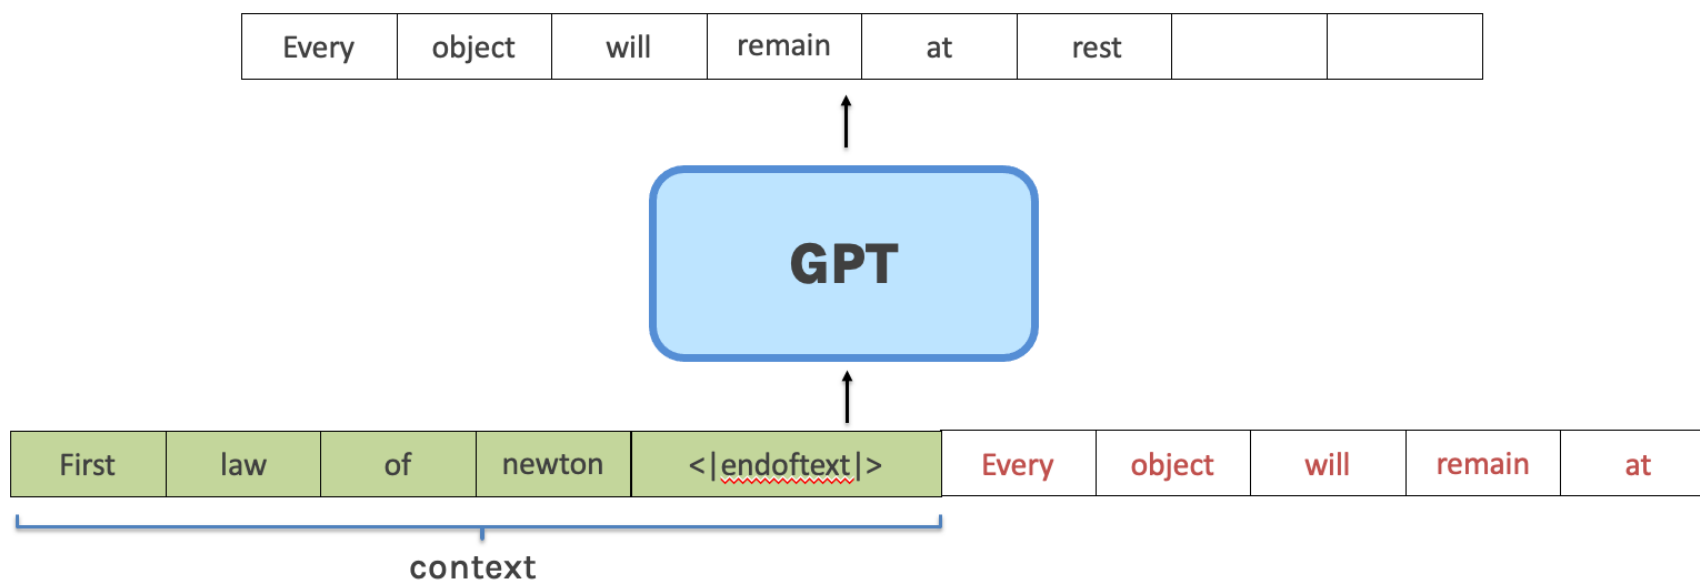 Every object will remain at rest
GPT
First law of newton <|endoftext|> Every object will remain at
context